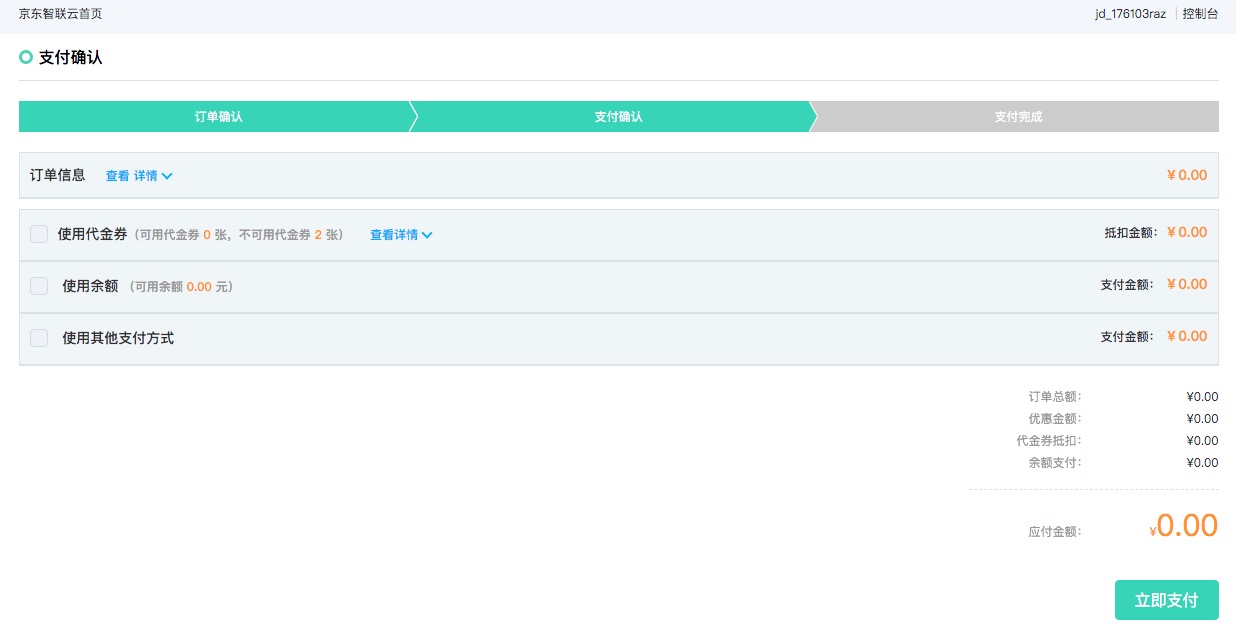 京东智联云首页 jd_176103raz 控制台
支付确认
订单确认 支付确认 支付完成
订单信息 查看 详情 ¥ 0.00
使用代金券 (可用代金券 0 张，不可用代金券 2 张) 查看详情 抵扣金额： ¥ 0.00
使用余额 (可用余额 0.00 元) 支付金额： ¥ 0.00
使用其他支付方式 支付金额： ¥ 0.00
订单总额： ¥0.00
优惠金额： ¥0.00
代金券抵扣： ¥0.00
余额支付： ¥0.00
应付金额： ¥0.00
立即支付